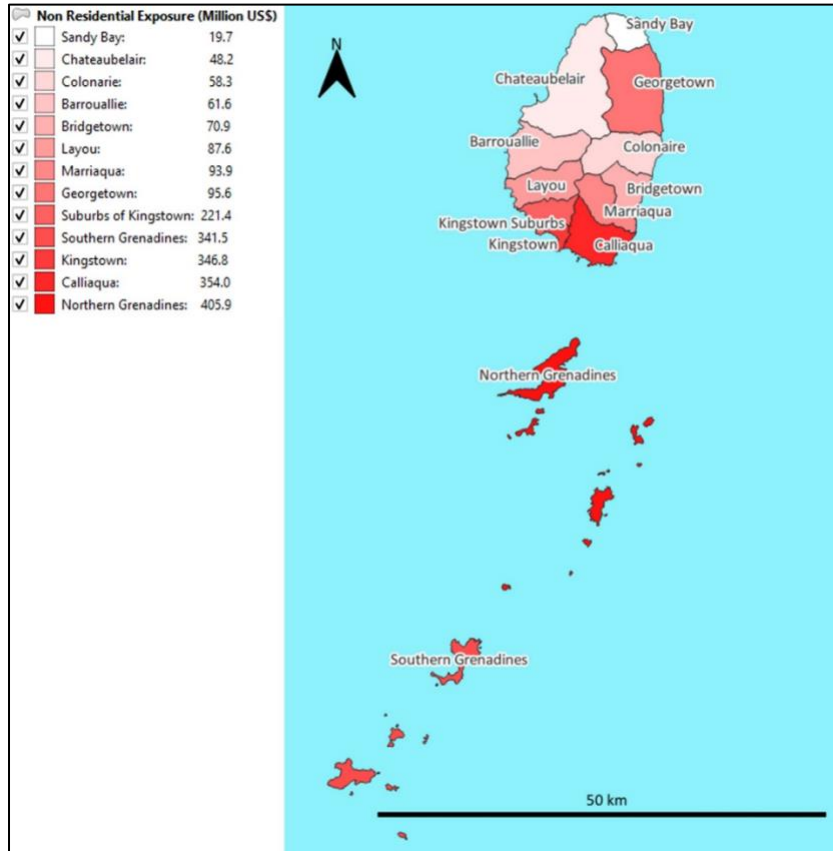 Non Residential Exposure (Million US$)
Sandy Bay: 19.7
Chateaubelair: 48.2
Colonarie: 58.3
Barrouallie: 61.6
Bridgetown: 70.9
Layou: 87.6
Marriaqua: 93.9
Georgetown: 95.6
Suburbs of Kingstown: 221.4
Southern Grenadines: 341.5
Kingstown: 346.8
Calliaqua: 354.0
Northern Grenadines: 405.9
N
Sandy Bay
Chateaubelair
Georgetown
Barrouallie
Colonaire
Layou
Bridgetown
Marriaqua
Kingstown Suburbs
Kingstown
Calliaqua
Northern Grenadines
Southern Grenadines
50 km